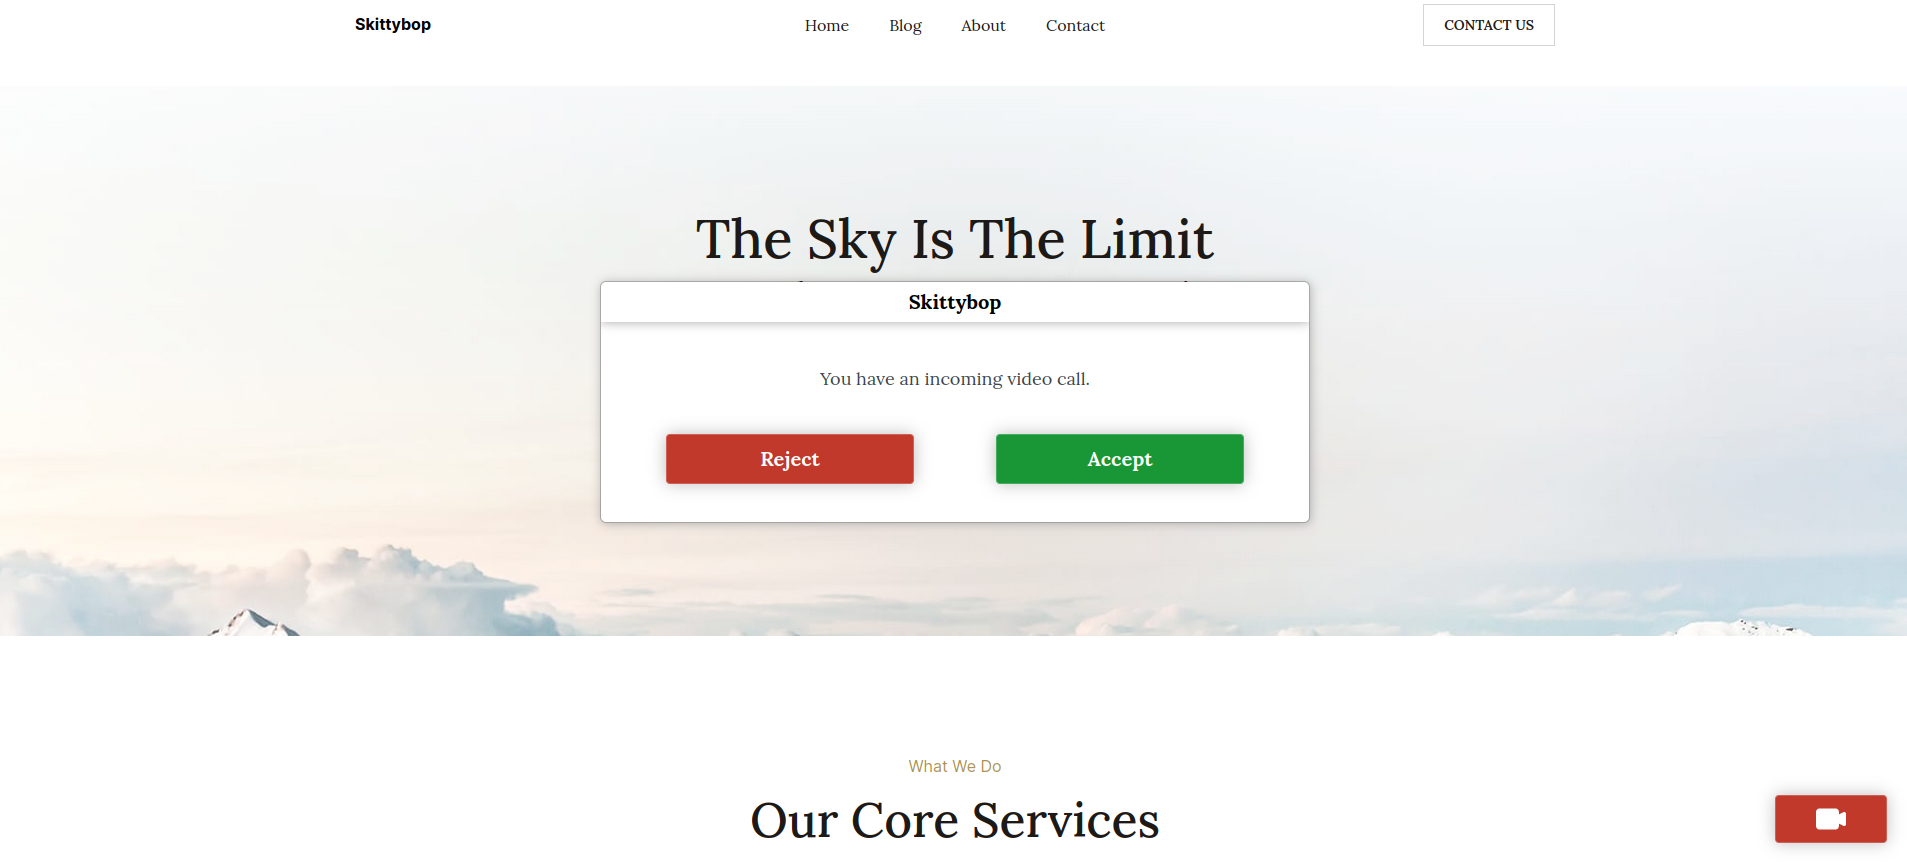 Skittybop
Home Blog About Contact
CONTACT US
The Sky Is The Limit
Skittybop
You have an incoming video call.
Reject Accept
What We Do
Our Core Services